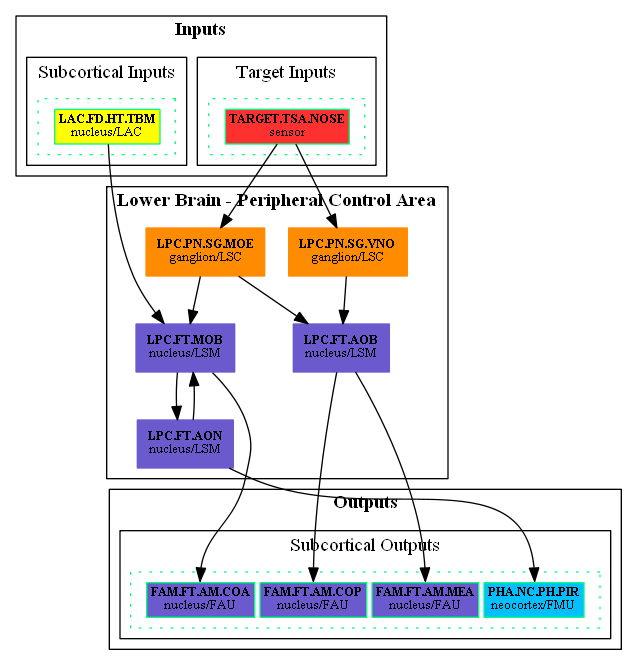 Inputs
Subcortical Inputs
Target Inputs
LAC.FD.HT.TBM
nucleus/LAC
TARGET.TSA.NOSE
sensor
Lower Brain - Peripheral Control Area
LPC.PN.SG.MOE
ganglion/LSC
LPC.PN.SG.VNO
ganglion/LSC
LPC.FT.MOB
nucleus/LSM
LPC.FT.AOB
nucleus/LSM
LPC.FT.AON
nucleus/LSM
Outputs
Subcortical Outputs
FAM.FT.AM.COA
nucleus/FAU
FAM.FT.AM.COP
nucleus/FAU
FAM.FT.AM.MEA
nucleus/FAU
PHA.NC.PH.PIR
neocortex/FMU